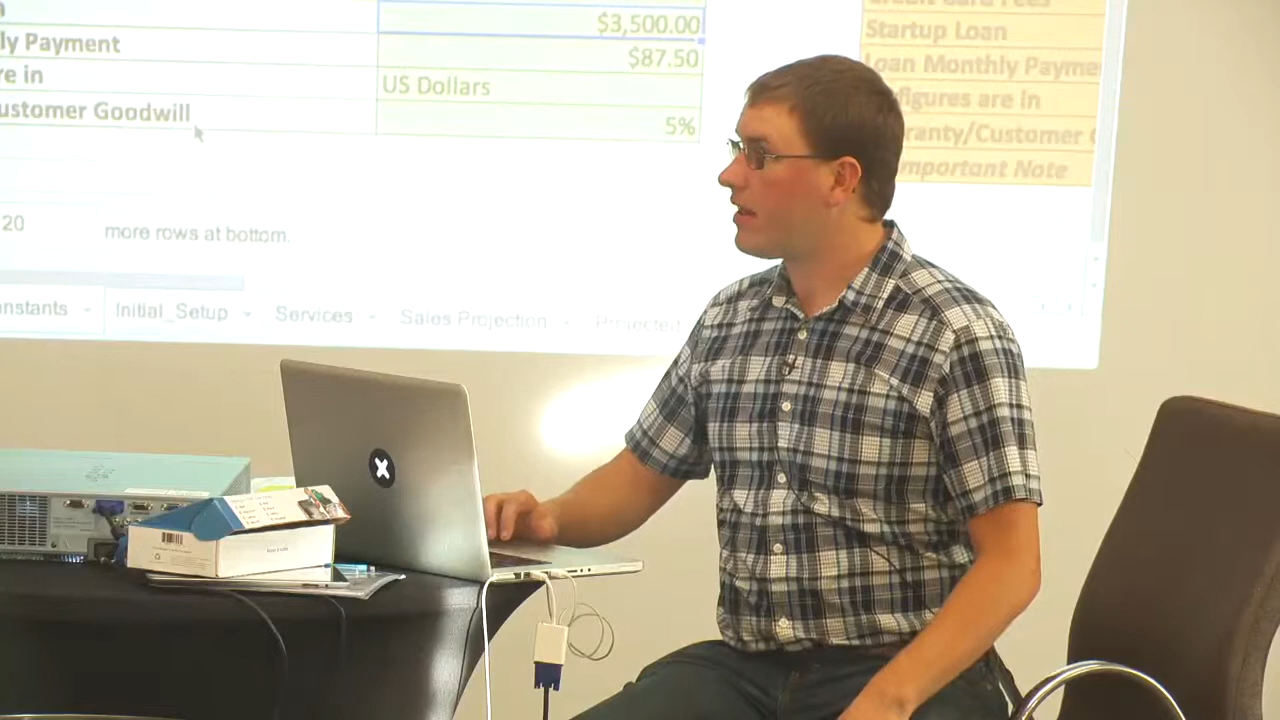 $3,500.00
ly Payment
$87.50
re in
US Dollars
ustomer Goodwill
5%
Startup Loan
Loan Monthly Payme
figures are in
ranty/Customer
mportant Note
20
more rows at bottom.
nstants
Initial_Setup
Services
Sales Projection
Projected